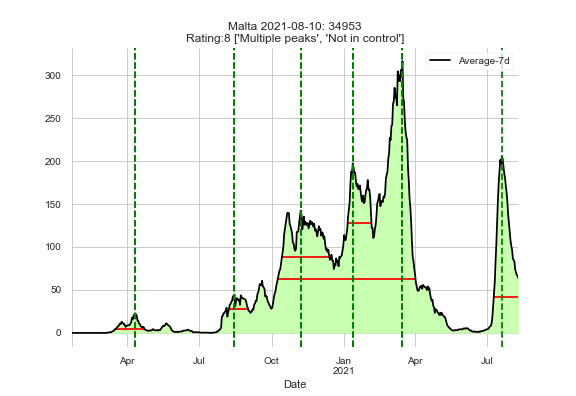 Malta 2021-08-10: 34953
Rating:8 ['Multiple peaks', 'Not in control']
Average-7d
300
250
200
150
100
50
0
Apr
Jul
Oct
Jan
2021
Apr
Jul
Date